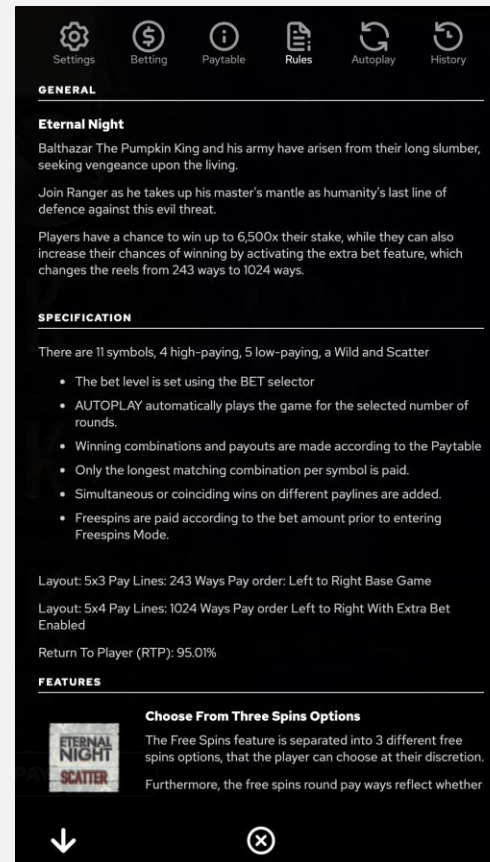 Settings Betting Paytable Rules Autoplay History
GENERAL
Eternal Night
Balthazar The Pumpkin King and his army have arisen from their long slumber,
seeking vengeance upon the living.
Join Ranger as he takes up his master's mantle as humanity's last line of
defence against this evil threat.
Players have a chance to win up to 6,500x their stake, while they can also
increase their chances of winning by activating the extra bet feature, which
changes the reels from 243 ways to 1024 ways.
SPECIFICATION
There are 11 symbols, 4 high-paying, 5 low-paying, a Wild and Scatter
• The bet level is set using the BET selector
• AUTOPLAY automatically plays the game for the selected number of
rounds.
• Winning combinations and payouts are made according to the Paytable
• Only the longest matching combination per symbol is paid.
• Simultaneous or coinciding wins on different paylines are added.
• Freespins are paid according to the bet amount prior to entering
Freespins Mode.
Layout: 5x3 Pay Lines: 243 Ways Pay order: Left to Right Base Game
Layout: 5x4 Pay Lines: 1024 Ways Pay order Left to Right With Extra Bet
Enabled
Return To Player (RTP): 95.01%
FEATURES
ETERNAL
NIGHT
SCATTER
Choose From Three Spins Options
The Free Spins feature is separated into 3 different free
spins options, that the player can choose at their discretion.
Furthermore, the free spins round pay ways reflect whether